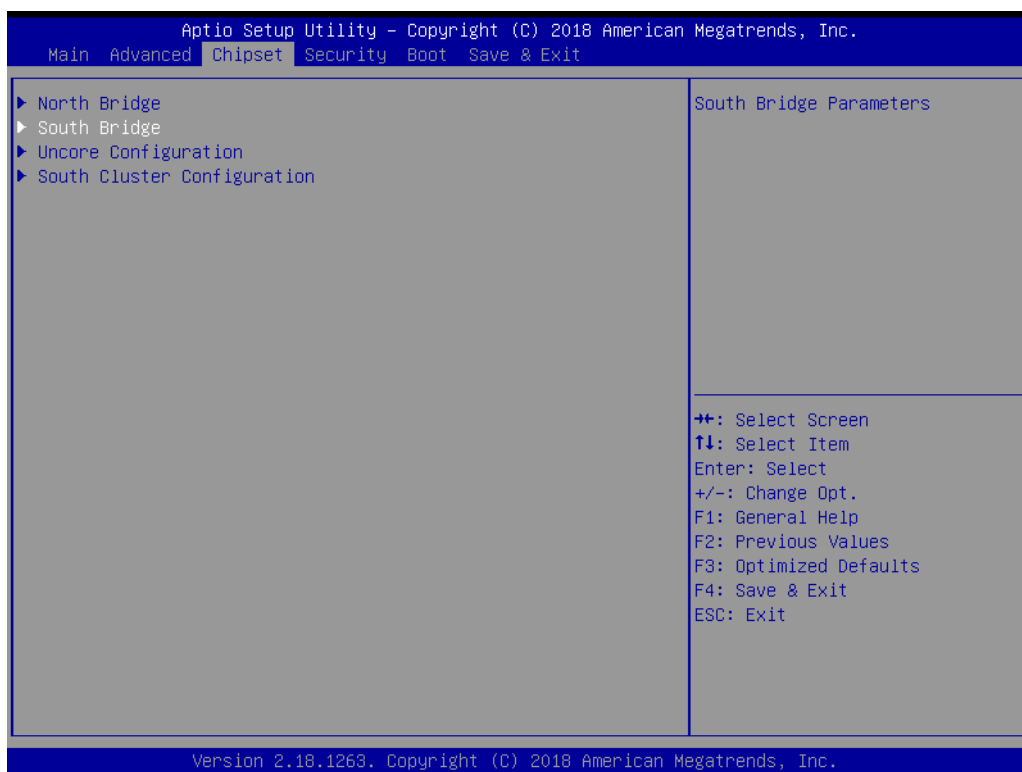 Aptio Setup Utility – Copyright (C) 2018 American Megatrends, Inc.
Main Advanced Chipset Security Boot Save & Exit
North Bridge
South Bridge
Uncore Configuration
South Cluster Configuration
South Bridge Parameters
→←: Select Screen
↑↓: Select Item
Enter: Select
+/-: Change Opt.
F1: General Help
F2: Previous Values
F3: Optimized Defaults
F4: Save & Exit
ESC: Exit
Version 2.18.1263. Copyright (C) 2018 American Megatrends, Inc.